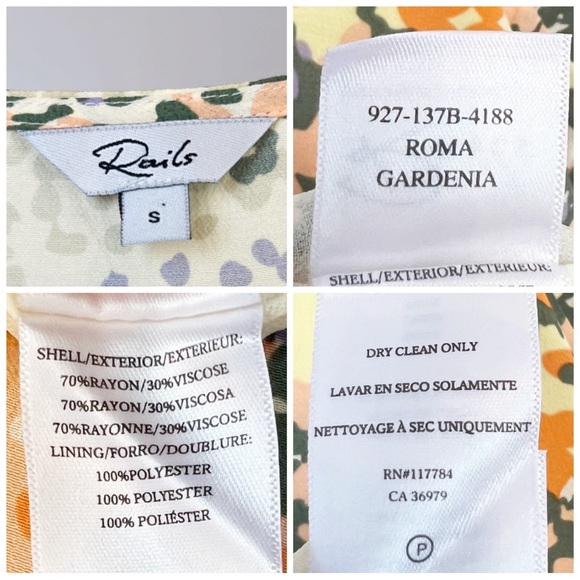 Rails
S
927-137B-4188
ROMA
GARDENIA
SHELL/EXTERIOR/EXTERIEUR:
SHELL/EXTERIOR/EXTERIEUR:
70%RAYON/30%VISCOSE
70%RAYON/30%VISCOSA
70%RAYONNE/30%VISCOSE
LINING/FORRO/DOUBLURE:
100%POLYESTER
100% POLYESTER
100% POLIÉSTER
DRY CLEAN ONLY
LAVAR EN SECO SOLAMENTE
NETTOYAGE À SEC UNIQUEMENT
RN#117784
CA 36979
P